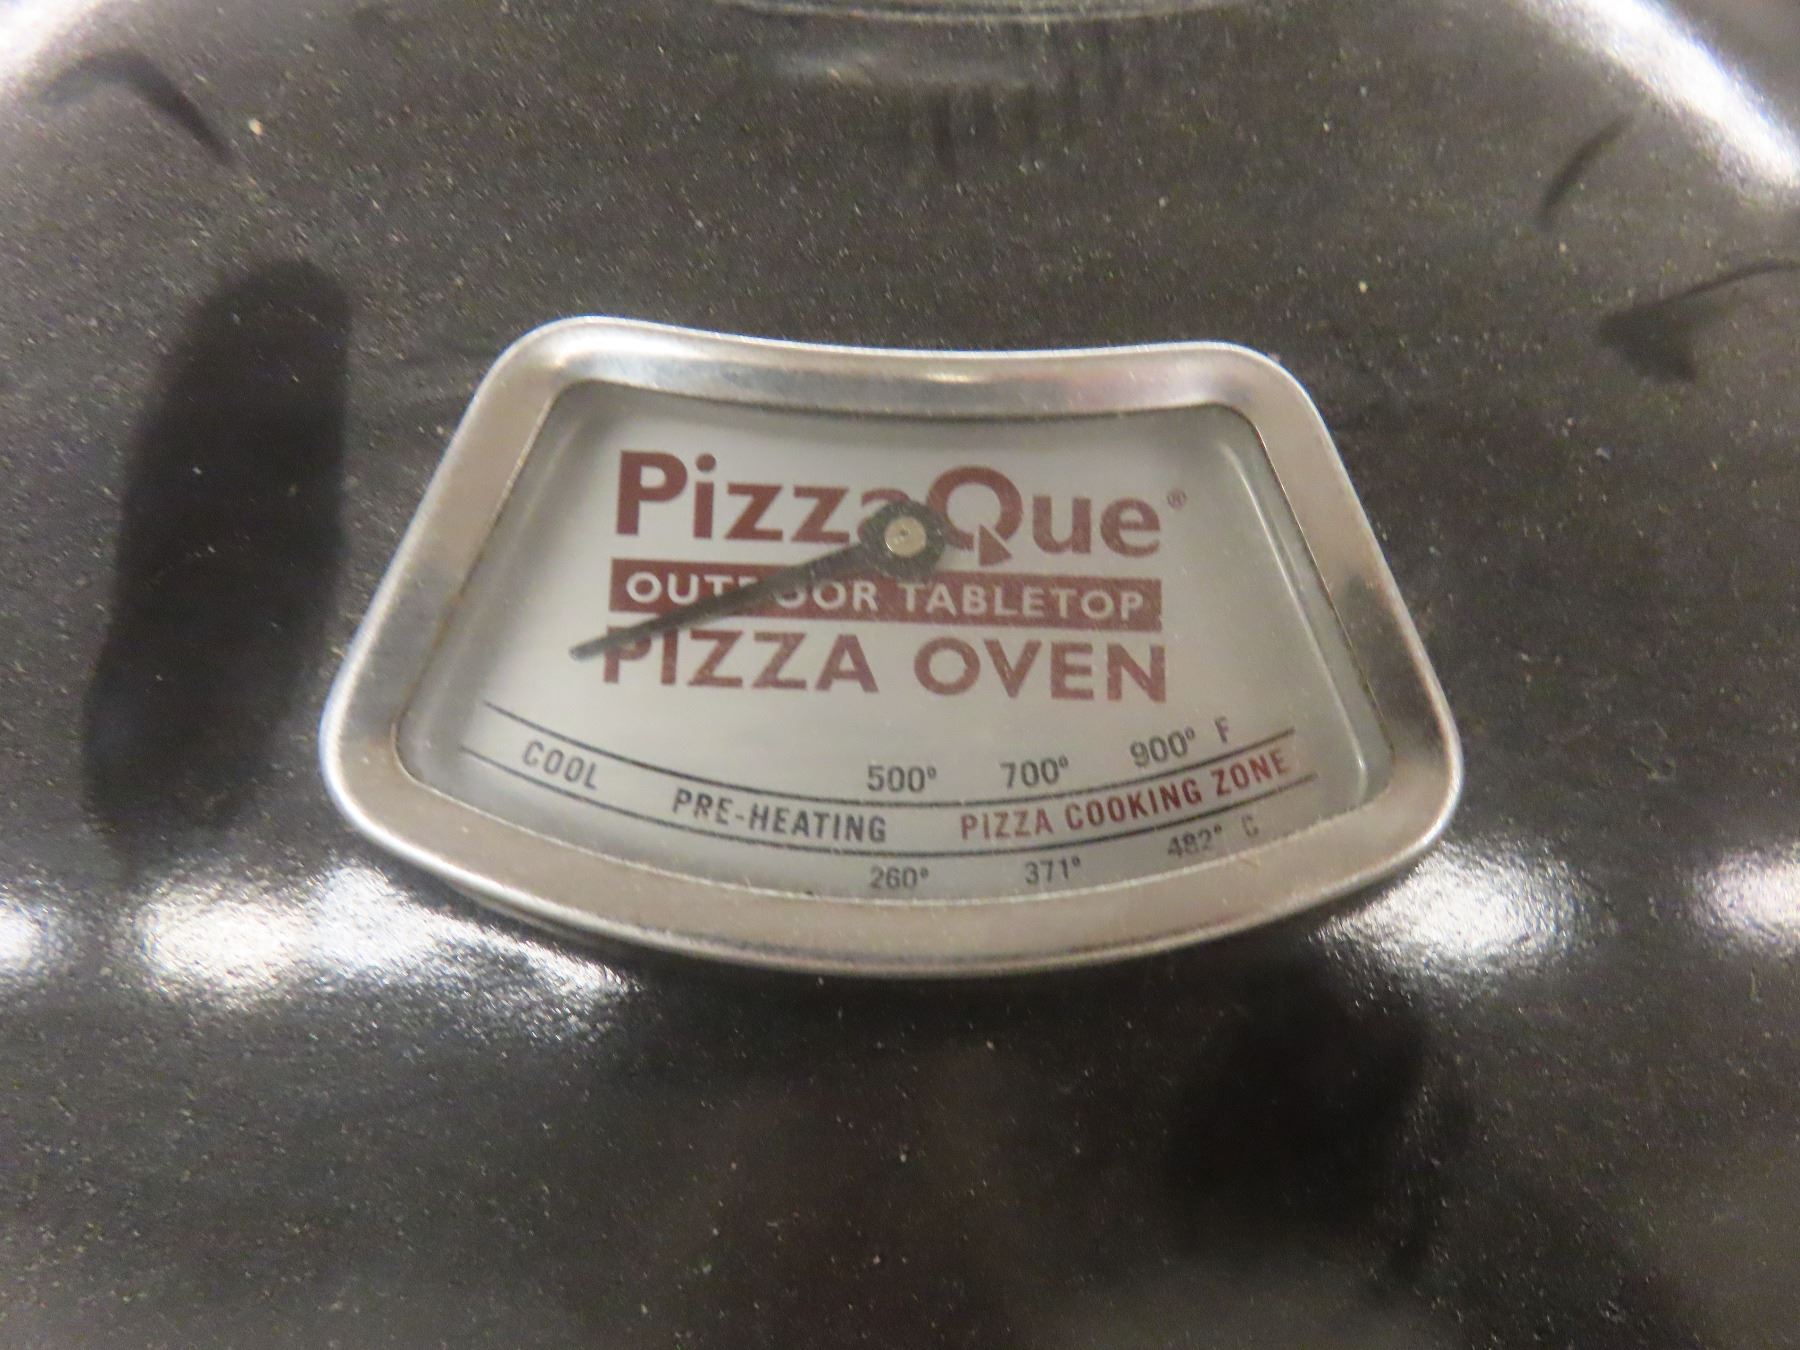 PizzaQue®
OUTDOOR TABLETOP
PIZZA OVEN
500° 700° 900° F
COOL PRE-HEATING PIZZA COOKING ZONE
260° 371° 482° C